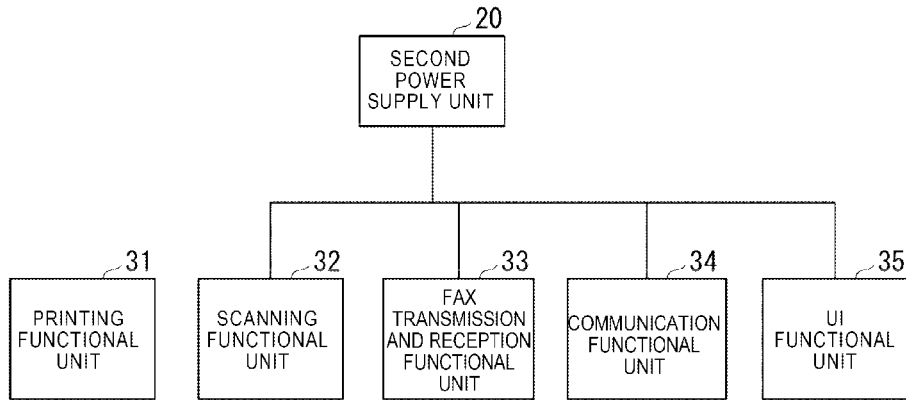 20
SECOND
POWER
SUPPLY UNIT
31
PRINTING
FUNCTIONAL
UNIT
32
SCANNING
FUNCTIONAL
UNIT
33
FAX
TRANSMISSION
AND RECEPTION
FUNCTIONAL
UNIT
34
COMMUNICATION
FUNCTIONAL
UNIT
35
UI
FUNCTIONAL
UNIT